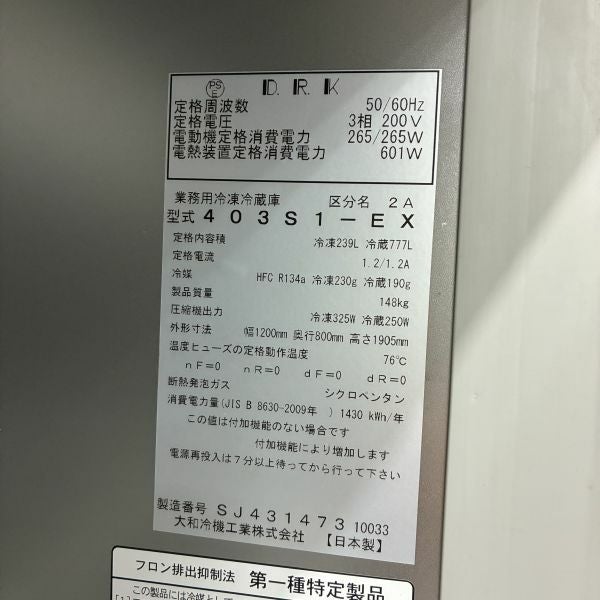 PS
E D.R.K
定格周波数 50/60Hz
定格電圧 3相 200V
電動機定格消費電力 265/265W
電熱装置定格消費電力 601W
業務用冷凍冷蔵庫 区分名 2A
型式 403S1-EX
定格内容積 冷凍239L 冷蔵777L
定格電流 1.2/1.2A
冷媒 HFC R134a 冷凍230g 冷蔵190g
製品質量 148kg
圧縮機出力 冷凍325W 冷蔵250W
外形寸法 幅1200mm 奥行800mm 高さ1905mm
温度ヒューズの定格動作温度 76℃
nF=0 nR=0 dF=0 dR=0
断熱発泡ガス シクロペンタン
消費電力量(JIS B 8630-2009年 ) 1430 kWh/年
この値は付加機能のない場合です
付加機能により増加します
電源再投入は7分以上待ってから行って下さい
製造番号 SJ431473 10033
大和冷機工業株式会社 【日本製】
フロン排出抑制法 第一種特定製品
この製品には冷媒として